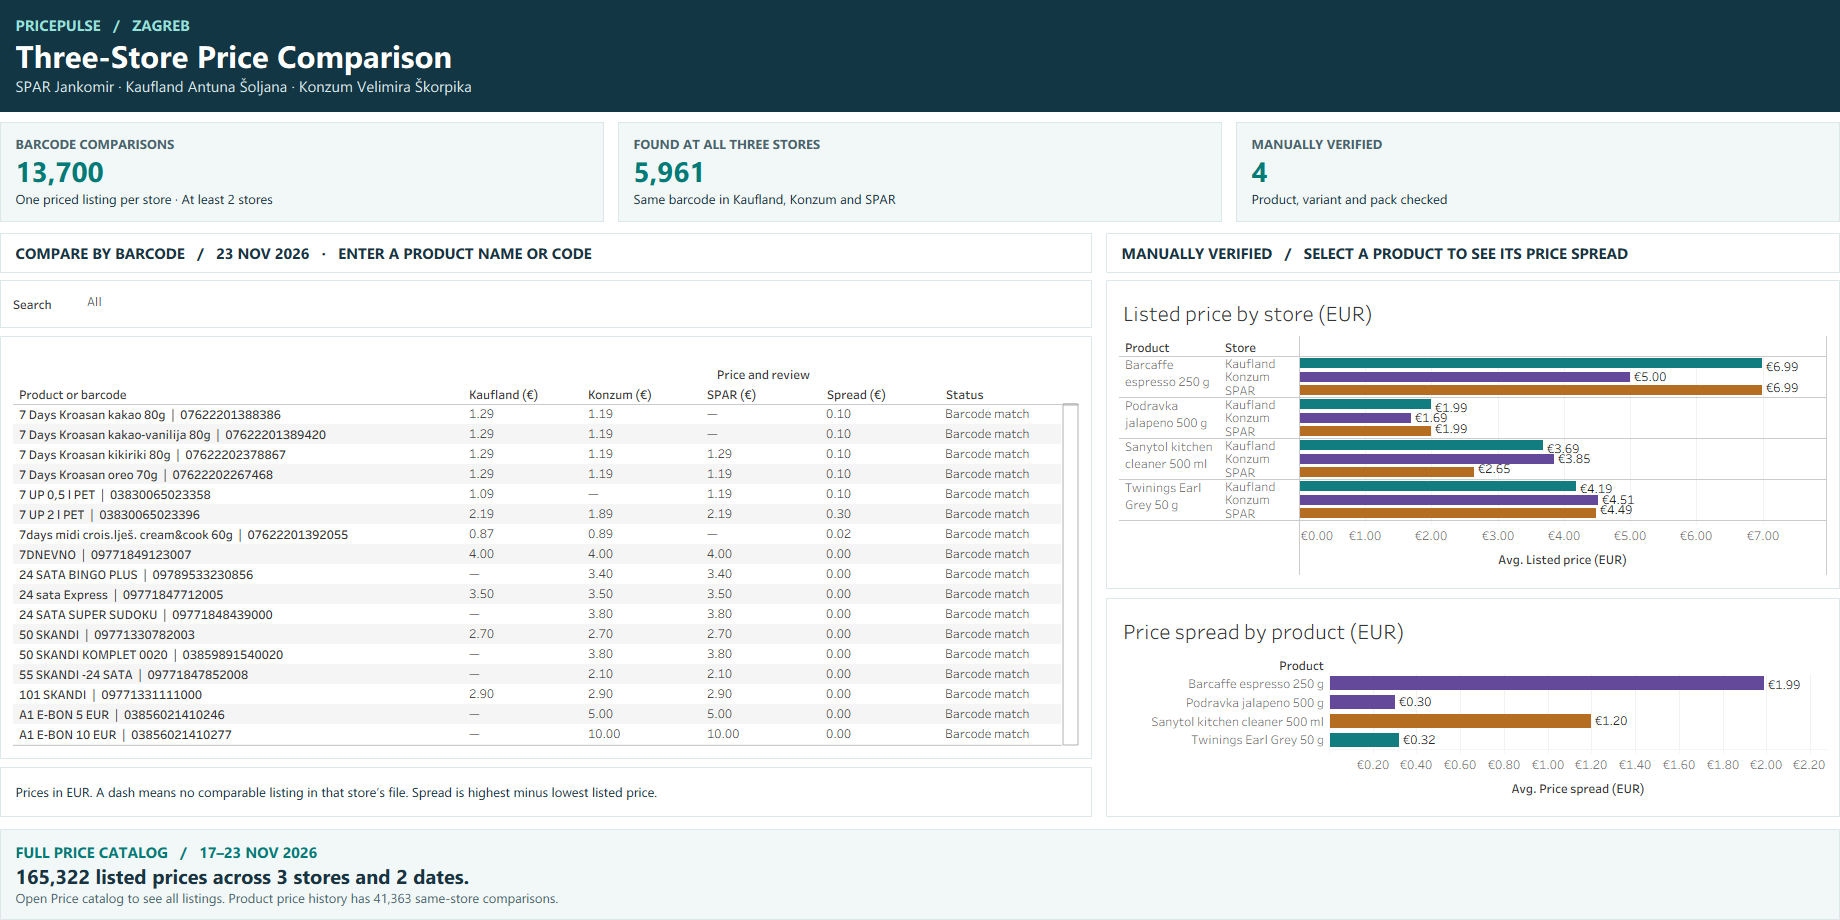 PRICEPULSE / ZAGREB
Three-Store Price Comparison
SPAR Jankomir · Kaufland Antuna Šoljana · Konzum Velimira Škorpika
BARCODE COMPARISONS
13,700
One priced listing per store · At least 2 stores
FOUND AT ALL THREE STORES
5,961
Same barcode in Kaufland, Konzum and SPAR
MANUALLY VERIFIED
4
Product, variant and pack checked
COMPARE BY BARCODE / 23 NOV 2026 · ENTER A PRODUCT NAME OR CODE
Search All
Price and review
Product or barcode Kaufland (€) Konzum (€) SPAR (€) Spread (€) Status
7 Days Kroasan kakao 80g | 07622201388386 1.29 1.19 — 0.10 Barcode match
7 Days Kroasan kakao-vanilija 80g | 07622201389420 1.29 1.19 — 0.10 Barcode match
7 Days Kroasan kikiriki 80g | 07622202378867 1.29 1.19 1.29 0.10 Barcode match
7 Days Kroasan oreo 70g | 07622202267468 1.29 1.19 1.19 0.10 Barcode match
7 UP 0,5 l PET | 03830065023358 1.09 — 1.19 0.10 Barcode match
7 UP 2 l PET | 03830065023396 2.19 1.89 2.19 0.30 Barcode match
7days midi crois.lješ. cream&cook 60g | 07622201392055 0.87 0.89 — 0.02 Barcode match
7DNEVNO | 09771849123007 4.00 4.00 4.00 0.00 Barcode match
24 SATA BINGO PLUS | 09789533230856 — 3.40 3.40 0.00 Barcode match
24 sata Express | 09771847712005 3.50 3.50 3.50 0.00 Barcode match
24 SATA SUPER SUDOKU | 09771848439000 — 3.80 3.80 0.00 Barcode match
50 SKANDI | 09771330782003 2.70 2.70 2.70 0.00 Barcode match
50 SKANDI KOMPLET 0020 | 03859891540020 — 3.80 3.80 0.00 Barcode match
55 SKANDI -24 SATA | 09771847852008 — 2.10 2.10 0.00 Barcode match
101 SKANDI | 09771331111000 2.90 2.90 2.90 0.00 Barcode match
A1 E-BON 5 EUR | 03856021410246 — 5.00 5.00 0.00 Barcode match
A1 E-BON 10 EUR | 03856021410277 — 10.00 10.00 0.00 Barcode match
Prices in EUR. A dash means no comparable listing in that store's file. Spread is highest minus lowest listed price.
MANUALLY VERIFIED / SELECT A PRODUCT TO SEE ITS PRICE SPREAD
Listed price by store (EUR)
Product Store
Barcaffe espresso 250 g
Kaufland €6.99
Konzum €5.00
SPAR €6.99
Podravka jalapeno 500 g
Kaufland €1.99
Konzum €1.69
SPAR €1.99
Sanytol kitchen cleaner 500 ml
Kaufland €3.69
Konzum €3.85
SPAR €2.65
Twinings Earl Grey 50 g
Kaufland €4.19
Konzum €4.51
SPAR €4.49
€0.00 €1.00 €2.00 €3.00 €4.00 €5.00 €6.00 €7.00
Avg. Listed price (EUR)
Price spread by product (EUR)
Product
Barcaffe espresso 250 g €1.99
Podravka jalapeno 500 g €0.30
Sanytol kitchen cleaner 500 ml €1.20
Twinings Earl Grey 50 g €0.32
€0.20 €0.40 €0.60 €0.80 €1.00 €1.20 €1.40 €1.60 €1.80 €2.00 €2.20
Avg. Price spread (EUR)
FULL PRICE CATALOG / 17–23 NOV 2026
165,322 listed prices across 3 stores and 2 dates.
Open Price catalog to see all listings. Product price history has 41,363 same-store comparisons.